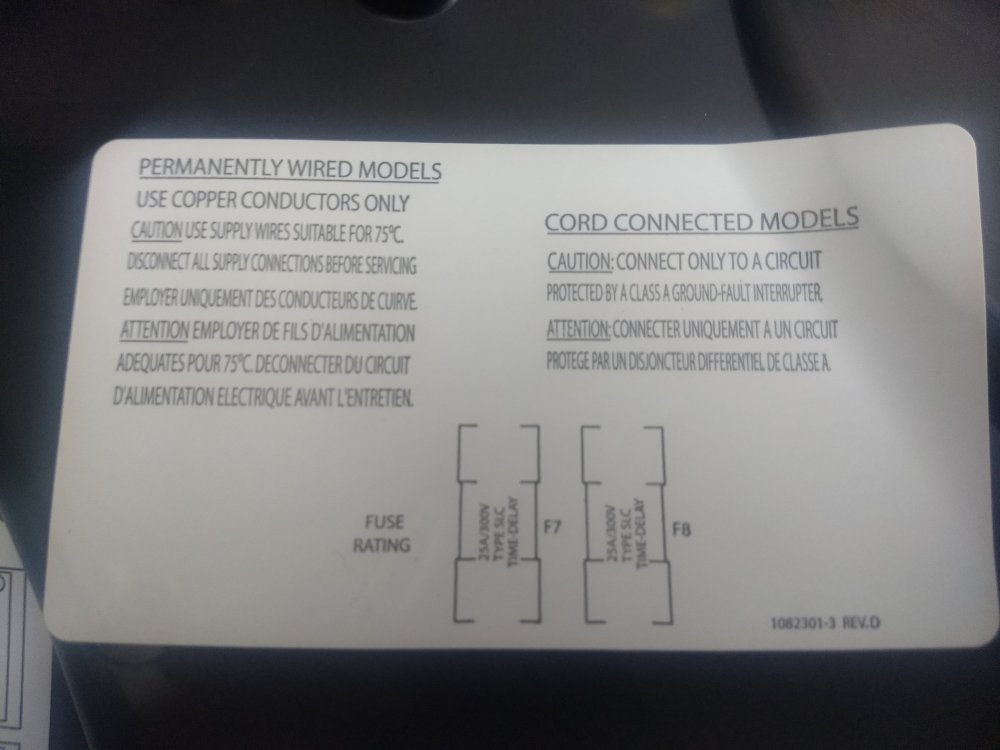 PERMANENTLY WIRED MODELS
USE COPPER CONDUCTORS ONLY
CAUTION USE SUPPLY WIRES SUITABLE FOR 75°C.
DISCONNECT ALL SUPPLY CONNECTIONS BEFORE SERVICING
EMPLOYER UNIQUEMENT DES CONDUCTEURS DE CUIRVE.
ATTENTION EMPLOYER DE FILS D'ALIMENTATION
ADEQUATES POUR 75°C. DECONNECTER DU CIRCUIT
D'ALIMENTATION ELECTRIQUE AVANT L'ENTRETIEN.
CORD CONNECTED MODELS
CAUTION: CONNECT ONLY TO A CIRCUIT
PROTECTED BY A CLASS A GROUND-FAULT INTERRUPTER.
ATTENTION: CONNECTER UNIQUEMENT A UN CIRCUIT
PROTEGE PAR UN DISJONCTEUR DIFFERENTIEL DE CLASSE A.
FUSE
RATING
25A/300V
TYPE SLC
TIME-DELAY
F7
25A/300V
TYPE SLC
TIME-DELAY
F8
1082301-3 REV.D